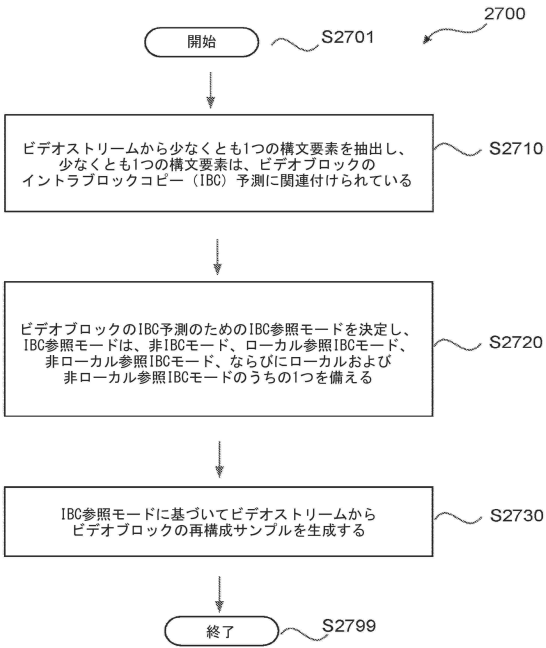 2700
開始
S2701
ビデオストリームから少なくとも1つの構文要素を抽出し、
少なくとも1つの構文要素は、ビデオブロックの
イントラブロックコピー（IBC）予測に関連付けられている
S2710
ビデオブロックのIBC予測のためのIBC参照モードを決定し、
IBC参照モードは、非IBCモード、ローカル参照IBCモード、
非ローカル参照IBCモード、ならびにローカルおよび
非ローカル参照IBCモードのうちの1つを備える
S2720
IBC参照モードに基づいてビデオストリームから
ビデオブロックの再構成サンプルを生成する
S2730
終了
S2799